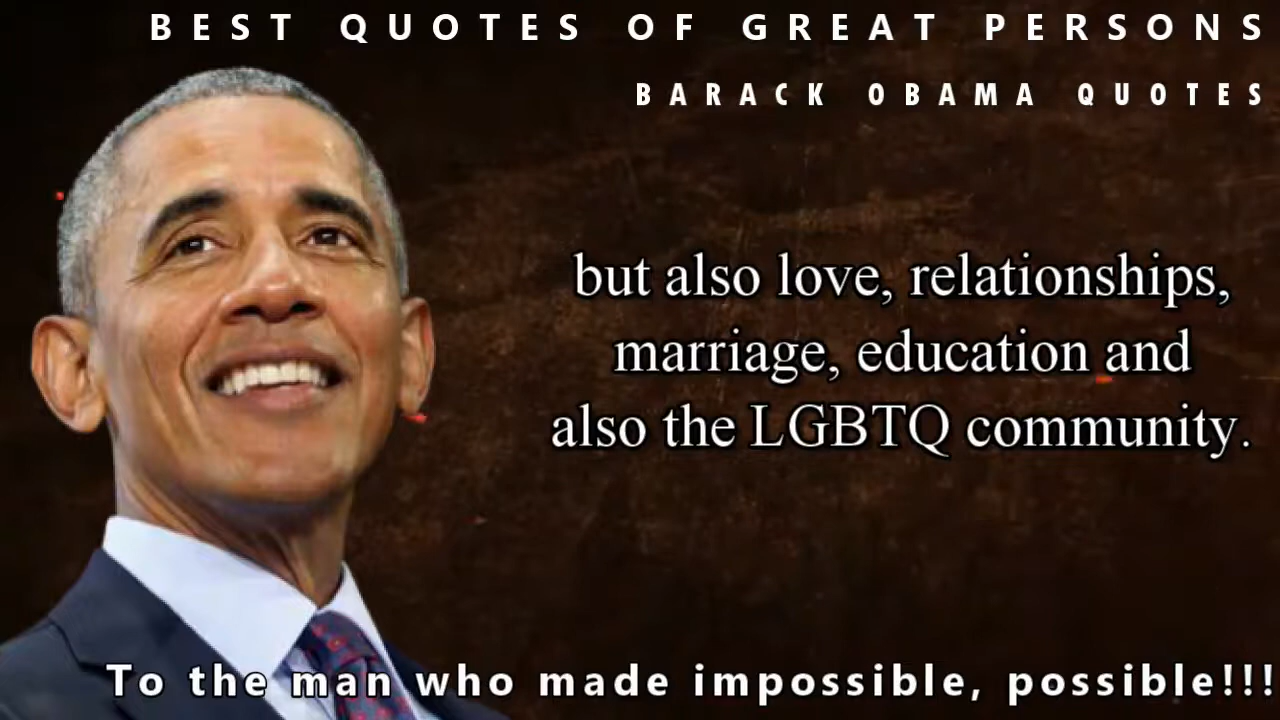 BEST QUOTES OF GREAT PERSONS
BARACK OBAMA QUOTES
but also love, relationships,
marriage, education and
also the LGBTQ community.
To the man who made impossible, possible!!!